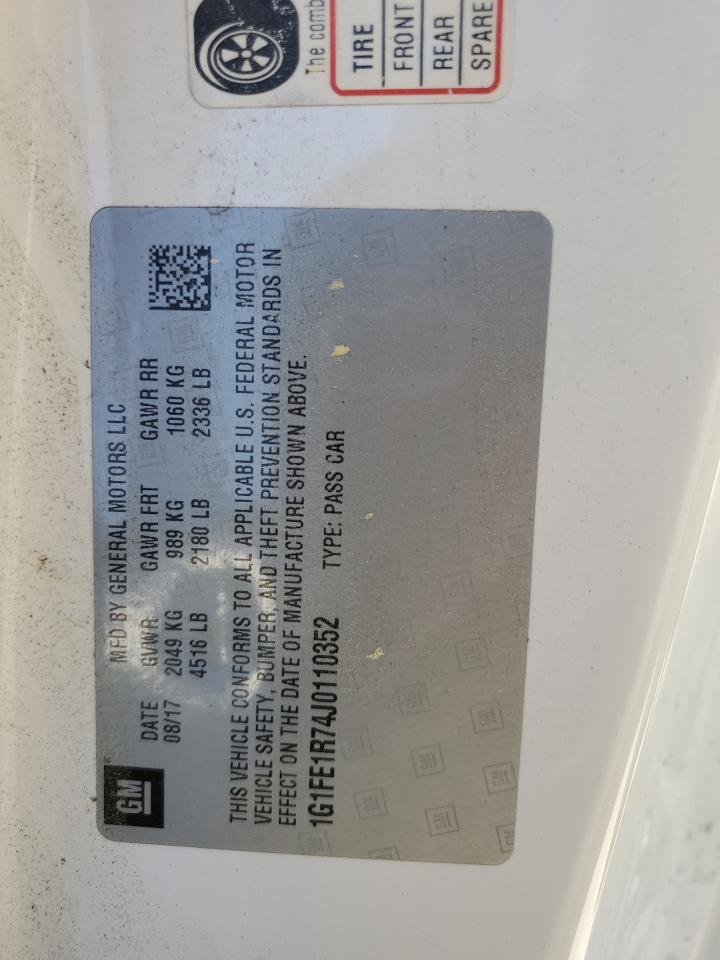 The comb
TIRE
FRONT
REAR
SPARE
GM
MFD BY GENERAL MOTORS LLC
DATE GVWR GAWR FRT GAWR RR
08/17 2049 KG 989 KG 1060 KG
4516 LB 2180 LB 2336 LB
THIS VEHICLE CONFORMS TO ALL APPLICABLE U.S. FEDERAL MOTOR
VEHICLE SAFETY, BUMPER, AND THEFT PREVENTION STANDARDS IN
EFFECT ON THE DATE OF MANUFACTURE SHOWN ABOVE.
1G1FE1R74J0110352 TYPE: PASS CAR